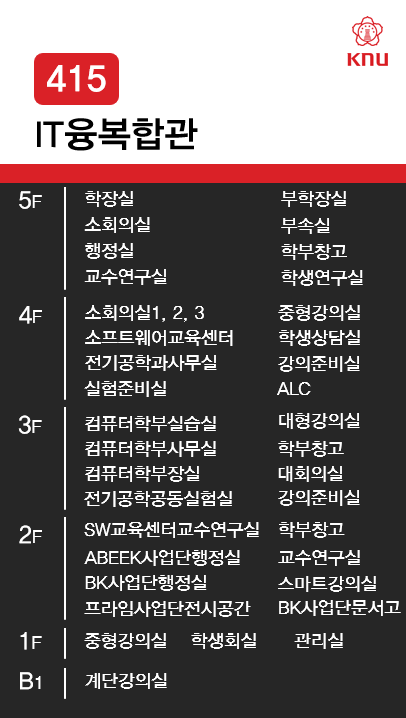 KNU
415
IT융복합관
5F 학장실 부학장실
소회의실 부속실
행정실 학부창고
교수연구실 학생연구실
4F 소회의실1, 2, 3 중형강의실
소프트웨어교육센터 학생상담실
전기공학과사무실 강의준비실
실험준비실 ALC
3F 컴퓨터학부실습실 대형강의실
컴퓨터학부사무실 학부창고
컴퓨터학부장실 대회의실
전기공학공동실험실 강의준비실
2F SW교육센터교수연구실 학부창고
ABEEK사업단행정실 교수연구실
BK사업단행정실 스마트강의실
프라임사업단전시공간 BK사업단문서고
1F 중형강의실 학생회실 관리실
B1 계단강의실